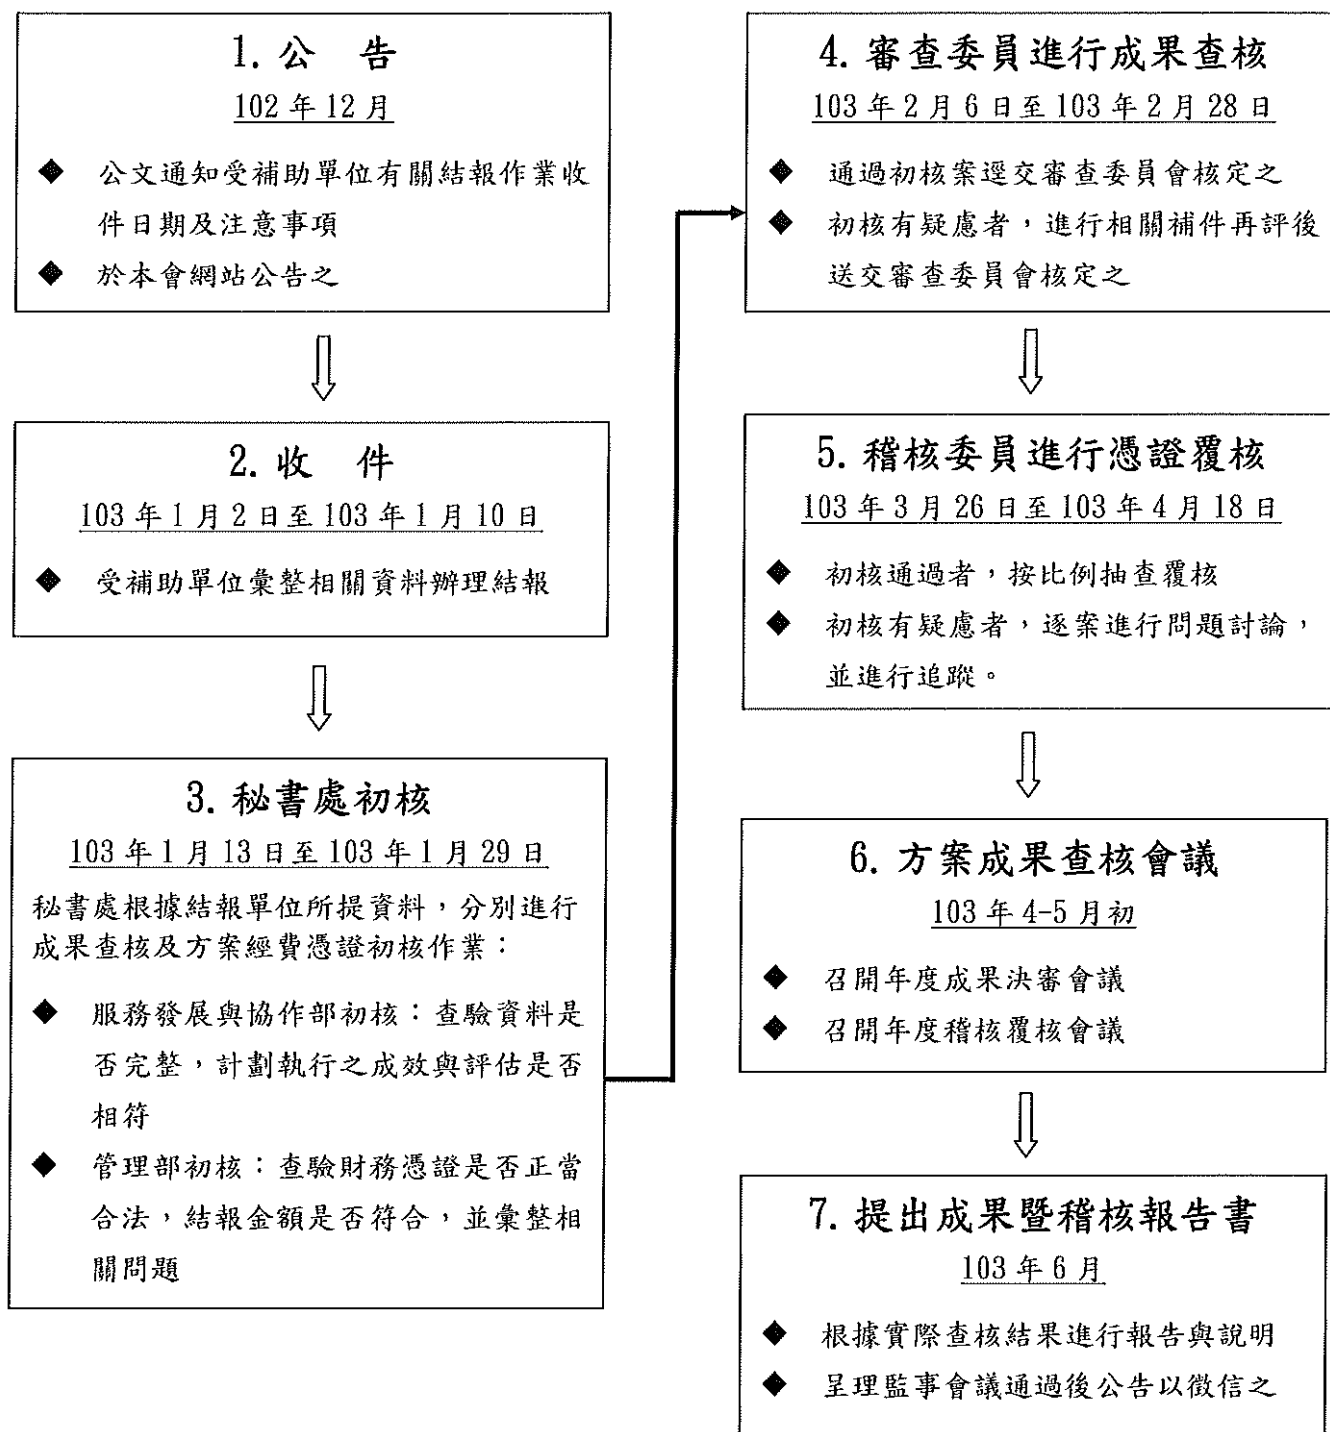 1. 公　告
102 年 12 月
◆ 公文通知受補助單位有關結報作業收
件日期及注意事項
◆ 於本會網站公告之
2. 收　件
103 年 1 月 2 日至 103 年 1 月 10 日
◆ 受補助單位彙整相關資料辦理結報
3. 秘書處初核
103 年 1 月 13 日至 103 年 1 月 29 日
秘書處根據結報單位所提資料，分別進行
成果查核及方案經費憑證初核作業：
◆ 服務發展與協作部初核：查驗資料是
否完整，計劃執行之成效與評估是否
相符
◆ 管理部初核：查驗財務憑證是否正當
合法，結報金額是否符合，並彙整相
關問題
4. 審查委員進行成果查核
103 年 2 月 6 日至 103 年 2 月 28 日
◆ 通過初核案逕交審查委員會核定之
◆ 初核有疑慮者，進行相關補件再評後
送交審查委員會核定之
5. 稽核委員進行憑證覆核
103 年 3 月 26 日至 103 年 4 月 18 日
◆ 初核通過者，按比例抽查覆核
◆ 初核有疑慮者，逐案進行問題討論，
並進行追蹤。
6. 方案成果查核會議
103 年 4-5 月初
◆ 召開年度成果決審會議
◆ 召開年度稽核覆核會議
7. 提出成果暨稽核報告書
103 年 6 月
◆ 根據實際查核結果進行報告與說明
◆ 呈理監事會議通過後公告以徵信之